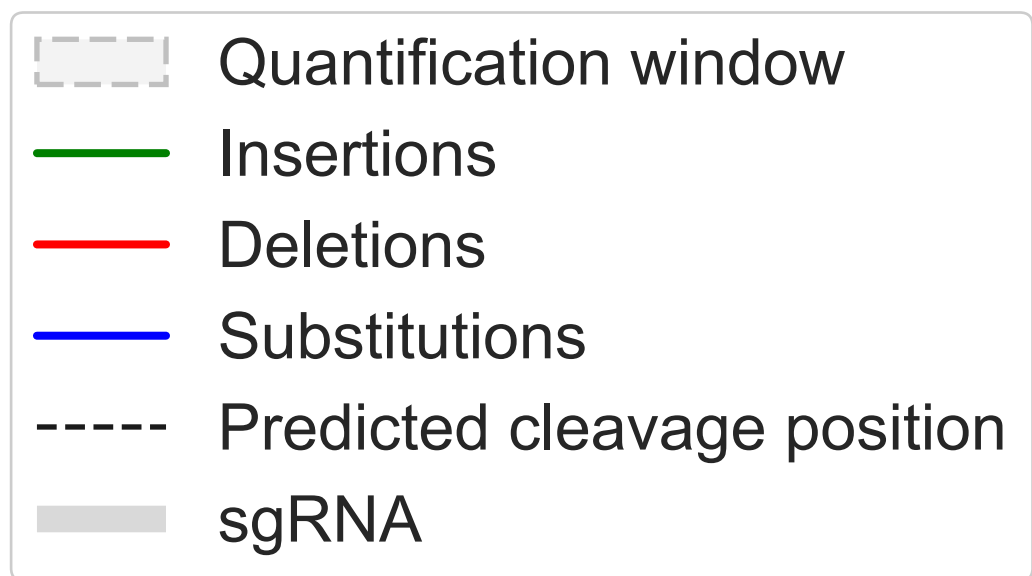 Quantification window
Insertions
Deletions
Substitutions
Predicted cleavage position
sgRNA